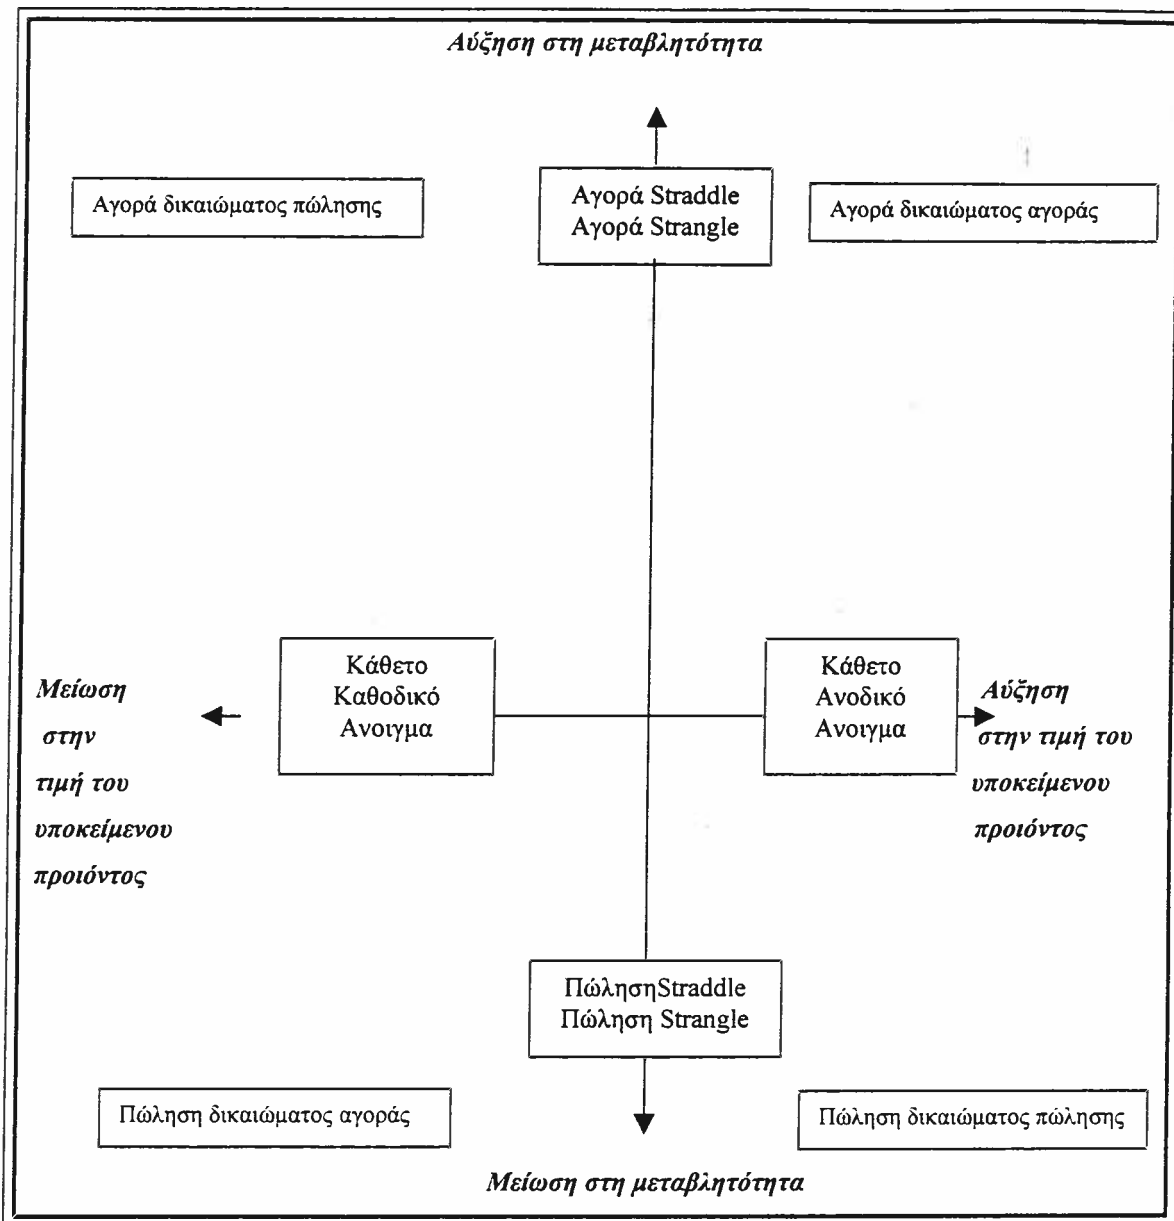 Αύξηση στη μεταβλητότητα
Αγορά δικαιώματος πώλησης
Αγορά Straddle
Αγορά Strangle
Αγορά δικαιώματος αγοράς
Μείωση
στην
τιμή του
υποκείμενου
προιόντος
Κάθετο
Καθοδικό
Ανοιγμα
Κάθετο
Ανοδικό
Ανοιγμα
Αύξηση
στην τιμή του
υποκείμενου
προιόντος
ΠώλησηStraddle
Πώληση Strangle
Πώληση δικαιώματος αγοράς
Πώληση δικαιώματος πώλησης
Μείωση στη μεταβλητότητα